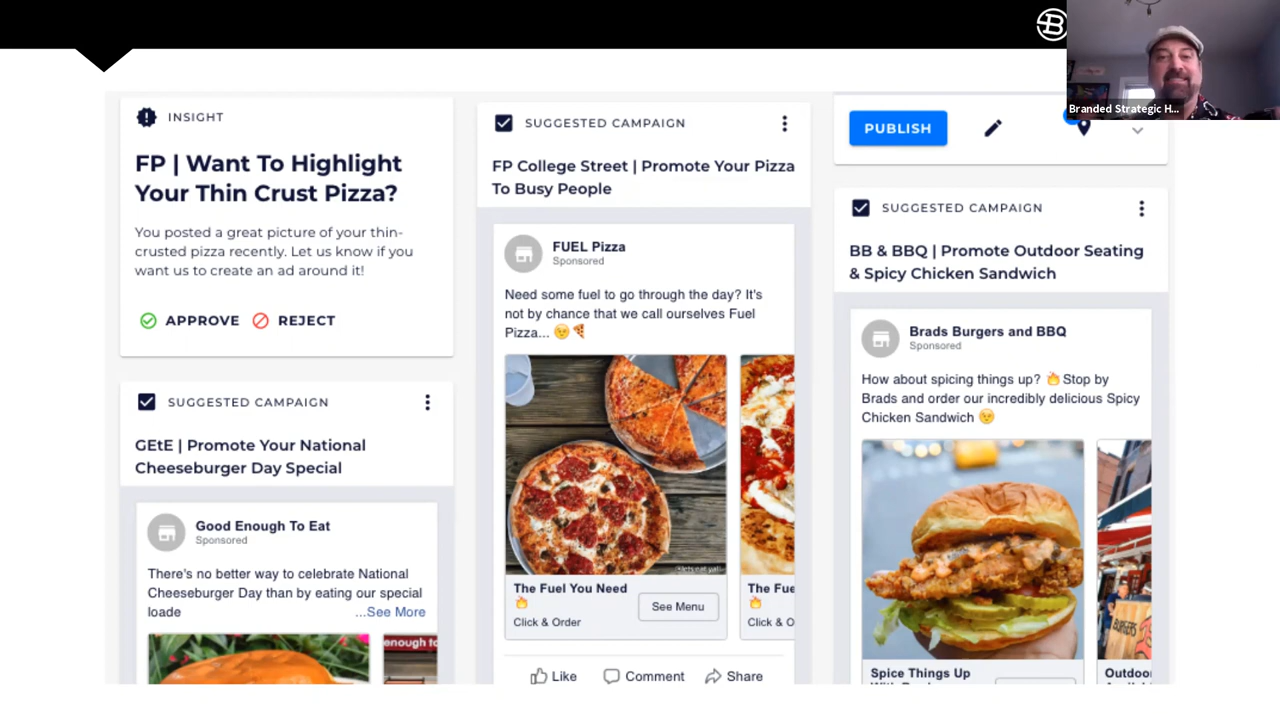 Branded Strategic H...
INSIGHT
FP | Want To Highlight
Your Thin Crust Pizza?
You posted a great picture of your thin-
crusted pizza recently. Let us know if you
want us to create an ad around it!
APPROVE
REJECT
SUGGESTED CAMPAIGN
GEtE | Promote Your National
Cheeseburger Day Special
Good Enough To Eat
Sponsored
There's no better way to celebrate National
Cheeseburger Day than by eating our special
loade ...See More
enough to
SUGGESTED CAMPAIGN
FP College Street | Promote Your Pizza
To Busy People
FUEL Pizza
Sponsored
Need some fuel to go through the day? It's
not by chance that we call ourselves Fuel
Pizza... 😉🍕
The Fuel You Need
🔥
Click & Order
See Menu
The Fue
🔥
Click & O
Like
Comment
Share
PUBLISH
SUGGESTED CAMPAIGN
BB & BBQ | Promote Outdoor Seating
& Spicy Chicken Sandwich
Brads Burgers and BBQ
Sponsored
How about spicing things up? 🔥Stop by
Brads and order our incredibly delicious Spicy
Chicken Sandwich 😉
BURGERS
Spice Things Up
Outdoor